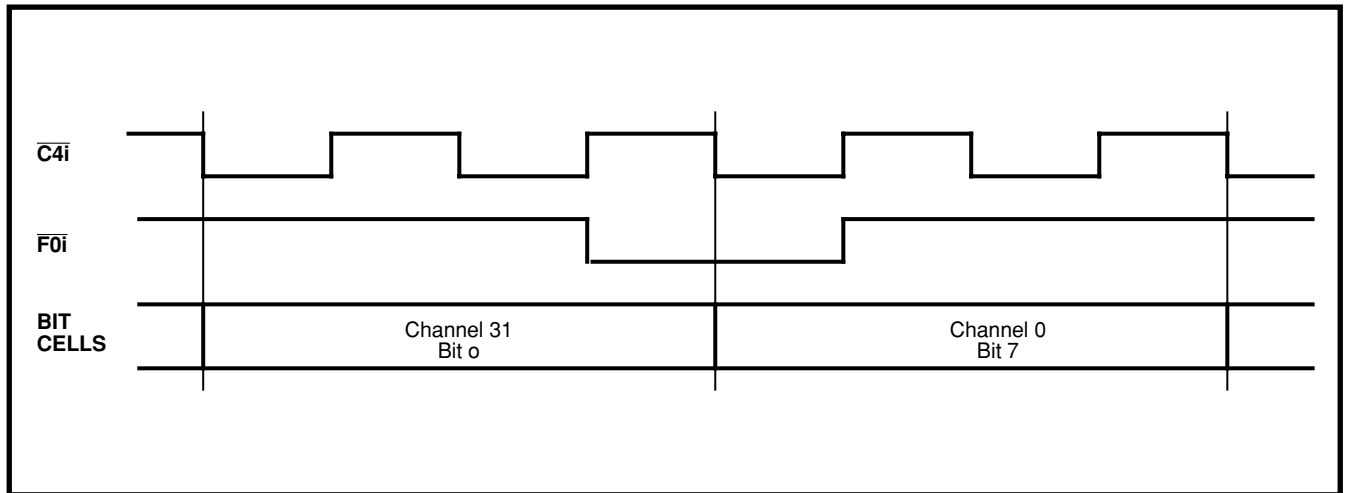 C4i
F0i
BIT
CELLS
Channel 31
Bit o
Channel 0
Bit 7